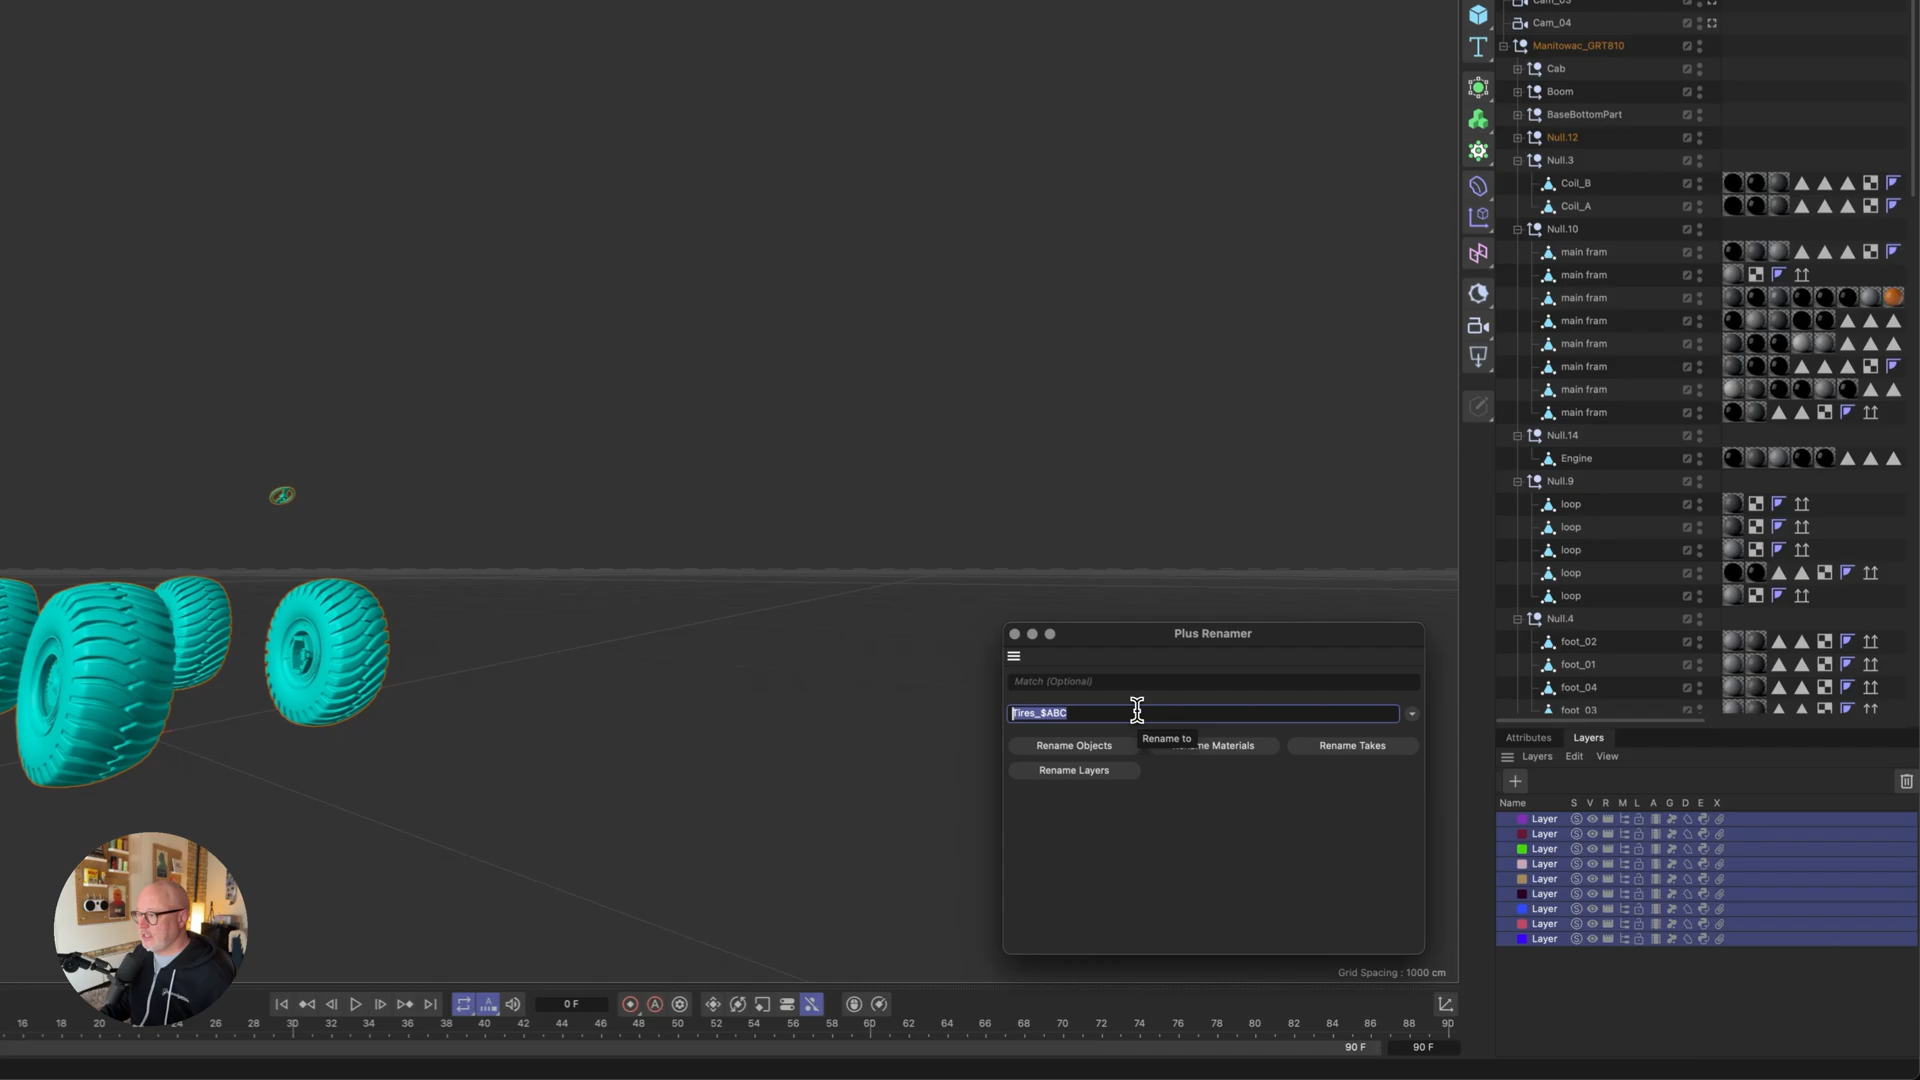 Cam_03
Cam_04
Manitowac_GRT810
Cab
Boom
BaseBottomPart
Null.12
Null.3
Coil_B
Coil_A
Null.10
main fram
main fram
main fram
main fram
main fram
main fram
main fram
main fram
Null.14
Engine
Null.9
loop
loop
loop
loop
loop
Null.4
foot_02
foot_01
foot_04
foot_03
Plus Renamer
Match (Optional)
Tires_$ABC
Rename to
Rename Objects
Rename Materials
Rename Takes
Rename Layers
Attributes Layers
Layers Edit View
Name S V R M L A G D E X
Layer
Layer
Layer
Layer
Layer
Layer
Layer
Layer
Layer
Grid Spacing : 1000 cm
0 F
16 18 20 22 24 26 28 30 32 34 36 38 40 42 44 46 48 50 52 54 56 58 60 62 64 66 68 70 72 74 76 78 80 82 84 86 88 90
90 F 90 F